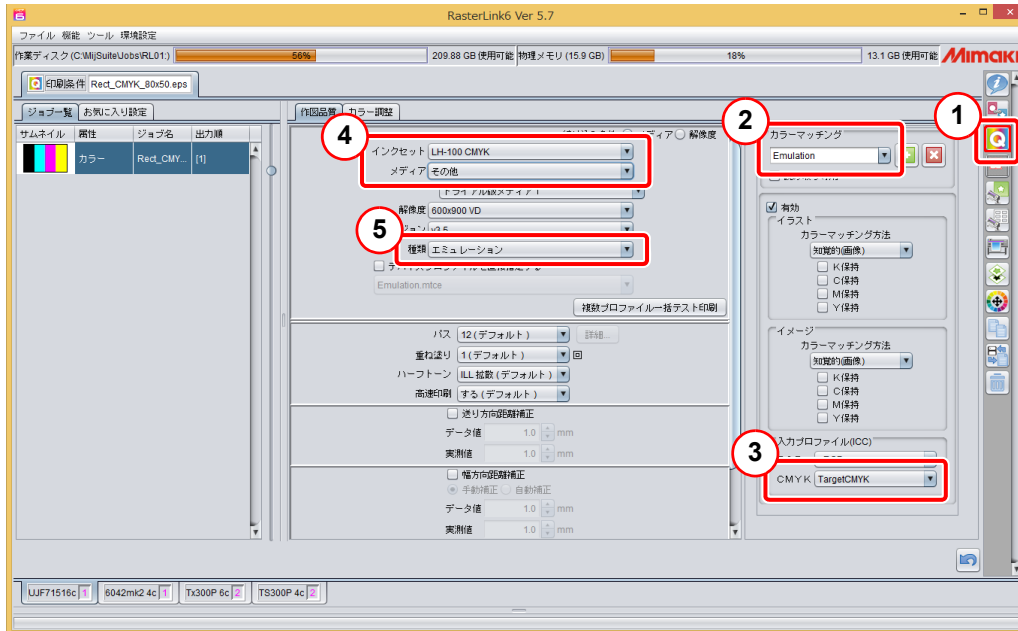 RasterLink6 Ver 5.7
ファイル 機能 ツール 環境設定
作業ディスク (C:\MijSuite\Jobs\RL01:) 56% 209.88 GB 使用可能 物理メモリ (15.9 GB) 18% 13.1 GB 使用可能 Mimaki
印刷条件 Rect_CMYK_80x50.eps
ジョブ一覧 お気に入り設定
作図品質 カラー調整
サムネイル 属性 ジョブ名 出力順
カラー Rect_CMY... [1]
1
2
3
4
5
メディア 解像度
インクセット LH-100 CMYK
メディア その他
解像度 600x900 VD
v3.5
種類 エミュレーション
Emulation.mtce
複数プロファイル一括テスト印刷
パス 12 (デフォルト) 詳細...
重ね塗り 1 (デフォルト) 回
ハーフトーン ILL 拡散 (デフォルト)
高速印刷 する (デフォルト)
送り方向距離補正
データ値 1.0 mm
実測値 1.0 mm
幅方向距離補正
手動補正 自動補正
データ値 1.0 mm
実測値 1.0 mm
カラーマッチング
Emulation
有効
イラスト
カラーマッチング方法
知覚的(画像)
K保持
C保持
M保持
Y保持
イメージ
カラーマッチング方法
知覚的(画像)
K保持
C保持
M保持
Y保持
入力プロファイル(ICC)
CMYK TargetCMYK
UJF71516c 1 6042mk2 4c 1 Tx300P 6c 2 TS300P 4c 2